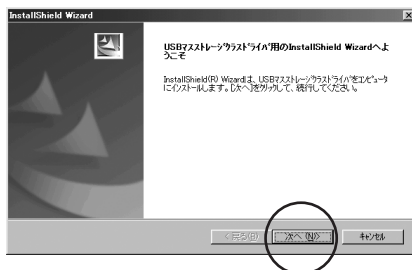 InstallShield Wizard
USBマスストレージクラスドライバ用のInstallShield Wizardへよ
うこそ
InstallShield(R) Wizardは、USBマスストレージクラスドライバをコンピュータ
にインストールします。[次へ]をクリックして、続行してください。
< 戻る(B) 次へ (N)> キャンセル